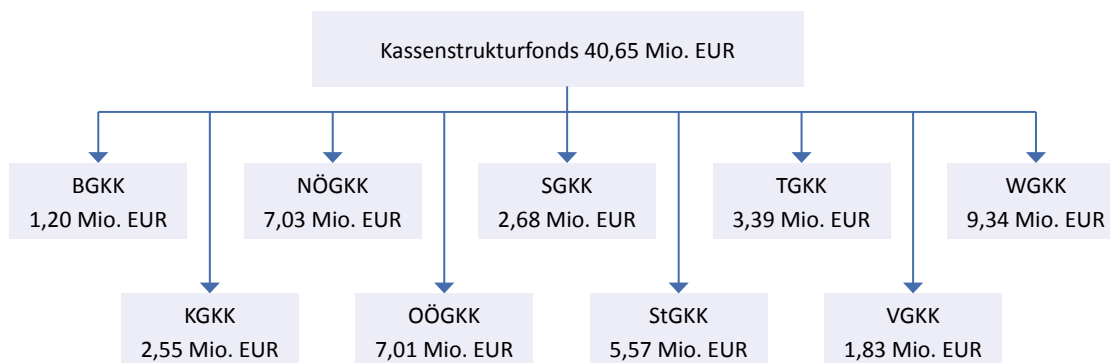 Kassenstrukturfonds 40,65 Mio. EUR
BGKK
1,20 Mio. EUR
NÖGKK
7,03 Mio. EUR
SGKK
2,68 Mio. EUR
TGKK
3,39 Mio. EUR
WGKK
9,34 Mio. EUR
KGKK
2,55 Mio. EUR
OÖGKK
7,01 Mio. EUR
StGKK
5,57 Mio. EUR
VGKK
1,83 Mio. EUR